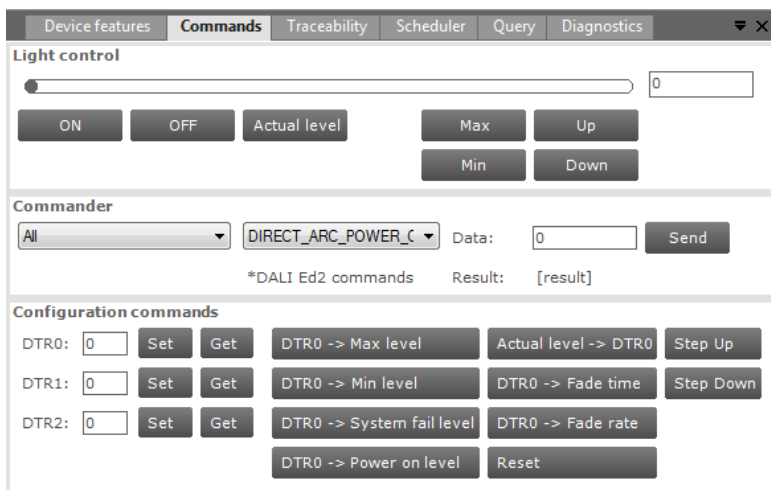 Device features Commands Traceability Scheduler Query Diagnostics
Light control
0
ON OFF Actual level Max Up
Min Down
Commander
All DIRECT_ARC_POWER_C Data: 0 Send
*DALI Ed2 commands Result: [result]
Configuration commands
DTR0: 0 Set Get DTR0 -> Max level Actual level -> DTR0 Step Up
DTR1: 0 Set Get DTR0 -> Min level DTR0 -> Fade time Step Down
DTR2: 0 Set Get DTR0 -> System fail level DTR0 -> Fade rate
DTR0 -> Power on level Reset